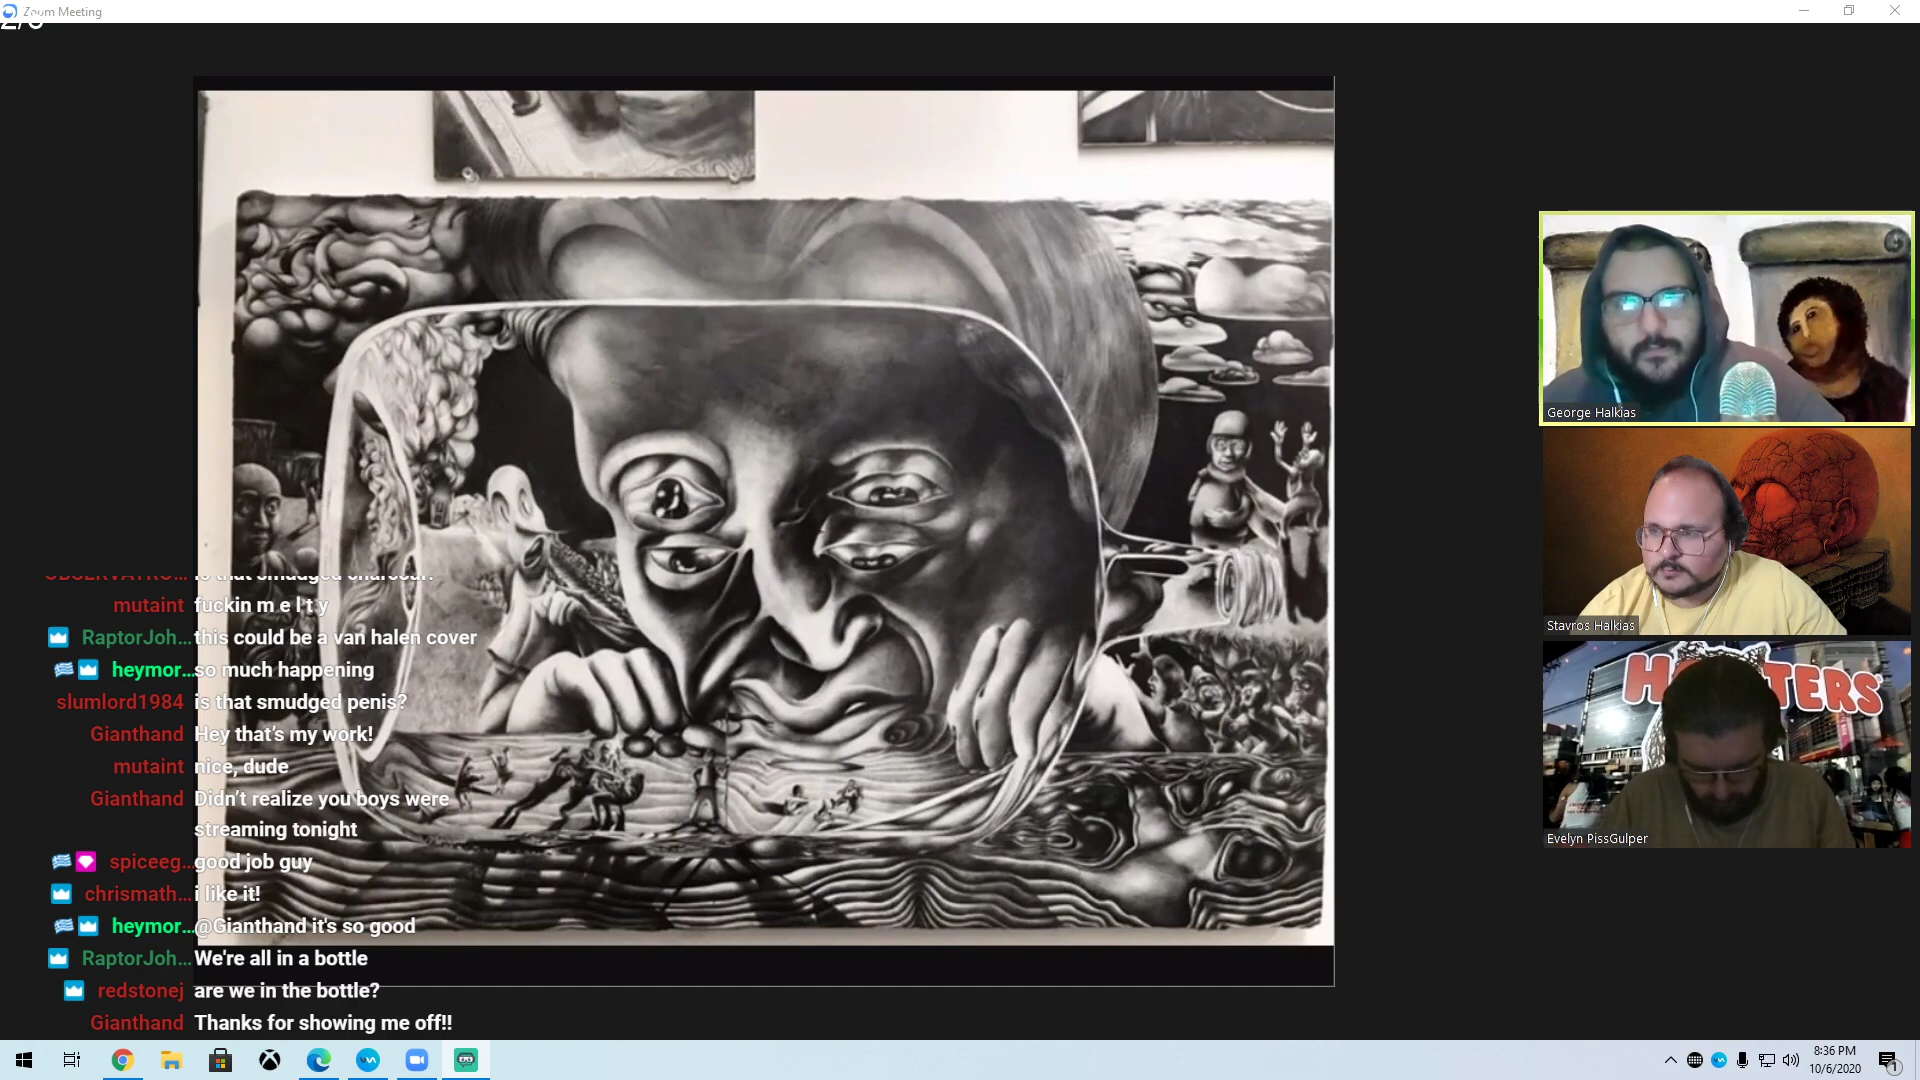 Zoom Meeting
George Halkias
Stavros Halkias
HOOTERS
Evelyn PissGulper
mutaint fuckin m e l t y
RaptorJoh... this could be a van halen cover
heymor... so much happening
slumlord1984 is that smudged penis?
Gianthand Hey that's my work!
mutaint nice, dude
Gianthand Didn't realize you boys were
streaming tonight
spiceeg... good job guy
chrismath... i like it!
heymor... @Gianthand it's so good
RaptorJoh... We're all in a bottle
redstonej are we in the bottle?
Gianthand Thanks for showing me off!!
8:36 PM
10/6/2020
1